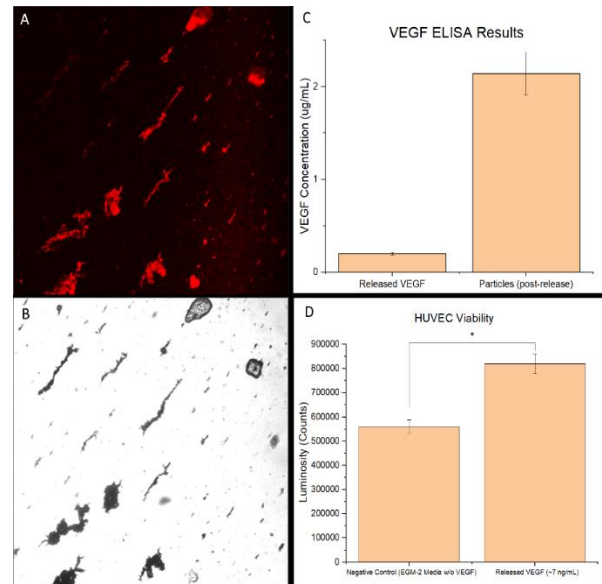 A
B
C
VEGF ELISA Results
VEGF Concentration (ug/mL)
2
1
0
Released VEGF
Particles (post-release)
D
HUVEC Viability
*
Luminosity (Counts)
900000
800000
700000
600000
500000
400000
300000
200000
100000
0
Negative Control (EGM-2 Media w/o VEGF)
Released VEGF (~7 ng/mL)